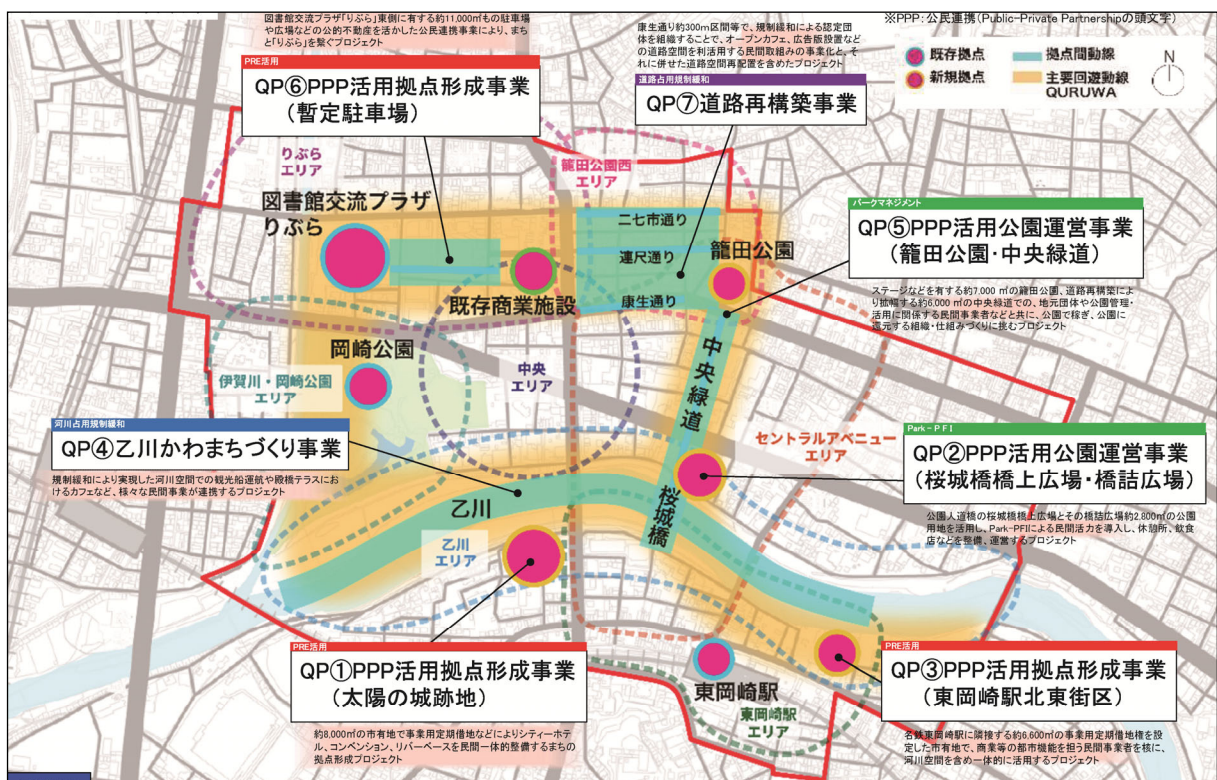 図書館交流プラザ「りぶら」東側に有する約11,000㎡もの駐車場
や広場などの公的不動産を活かした公民連携事業により、まち
と「りぶら」を繋ぐプロジェクト
PRE活用
QP⑥PPP活用拠点形成事業
(暫定駐車場)
康生通り約300m区間等で、規制緩和による認定団
体を組織することで、オープンカフェ、広告版設置など
の道路空間を利活用する民間取組みの事業化と、そ
れに併せた道路空間再配置を含めたプロジェクト
道路占用規制緩和
QP⑦道路再構築事業
※PPP:公民連携(Public-Private Partnershipの頭文字)
既存拠点
新規拠点
拠点間動線
主要回遊動線
QURUWA
N
りぶら
エリア
籠田公園西
エリア
図書館交流プラザ
りぶら
既存商業施設
二七市通り
連尺通り
康生通り
籠田公園
パークマネジメント
QP⑤PPP活用公園運営事業
(籠田公園・中央緑道)
ステージなどを有する約7,000 ㎡の籠田公園、道路再構築によ
り拡幅する約6,000 ㎡の中央緑道での、地元団体や公園管理・
活用に関係する民間事業者などと共に、公園で稼ぎ、公園に
還元する組織・仕組みづくりに挑むプロジェクト
岡崎公園
伊賀川・岡崎公園
エリア
中央
エリア
中央緑道
セントラルアベニュー
エリア
河川占用規制緩和
QP④乙川かわまちづくり事業
規制緩和により実現した河川空間での観光船運航や殿橋テラスにお
けるカフェなど、様々な民間事業が連携するプロジェクト
Park-PFI
QP②PPP活用公園運営事業
(桜城橋橋上広場・橋詰広場)
公園人道橋の桜城橋橋上広場とその橋詰広場約2,800㎡の公園
用地を活用し、Park-PFIによる民間活力を導入し、休憩所、飲食
店などを整備、運営するプロジェクト
乙川
桜城橋
乙川
エリア
PRE活用
QP①PPP活用拠点形成事業
(太陽の城跡地)
約8,000㎡の市有地で事業用定期借地などによりシティーホテ
ル、コンベンション、リバーベースを民間一体的整備するまちの
拠点形成プロジェクト
東岡崎駅
東岡崎駅
エリア
PRE活用
QP③PPP活用拠点形成事業
(東岡崎駅北東街区)
名鉄東岡崎駅に隣接する約6,600㎡の事業用定期借地権を設
定した市有地で、商業等の都市機能を担う民間事業者を核に、
河川空間を含め一体的に活用するプロジェクト